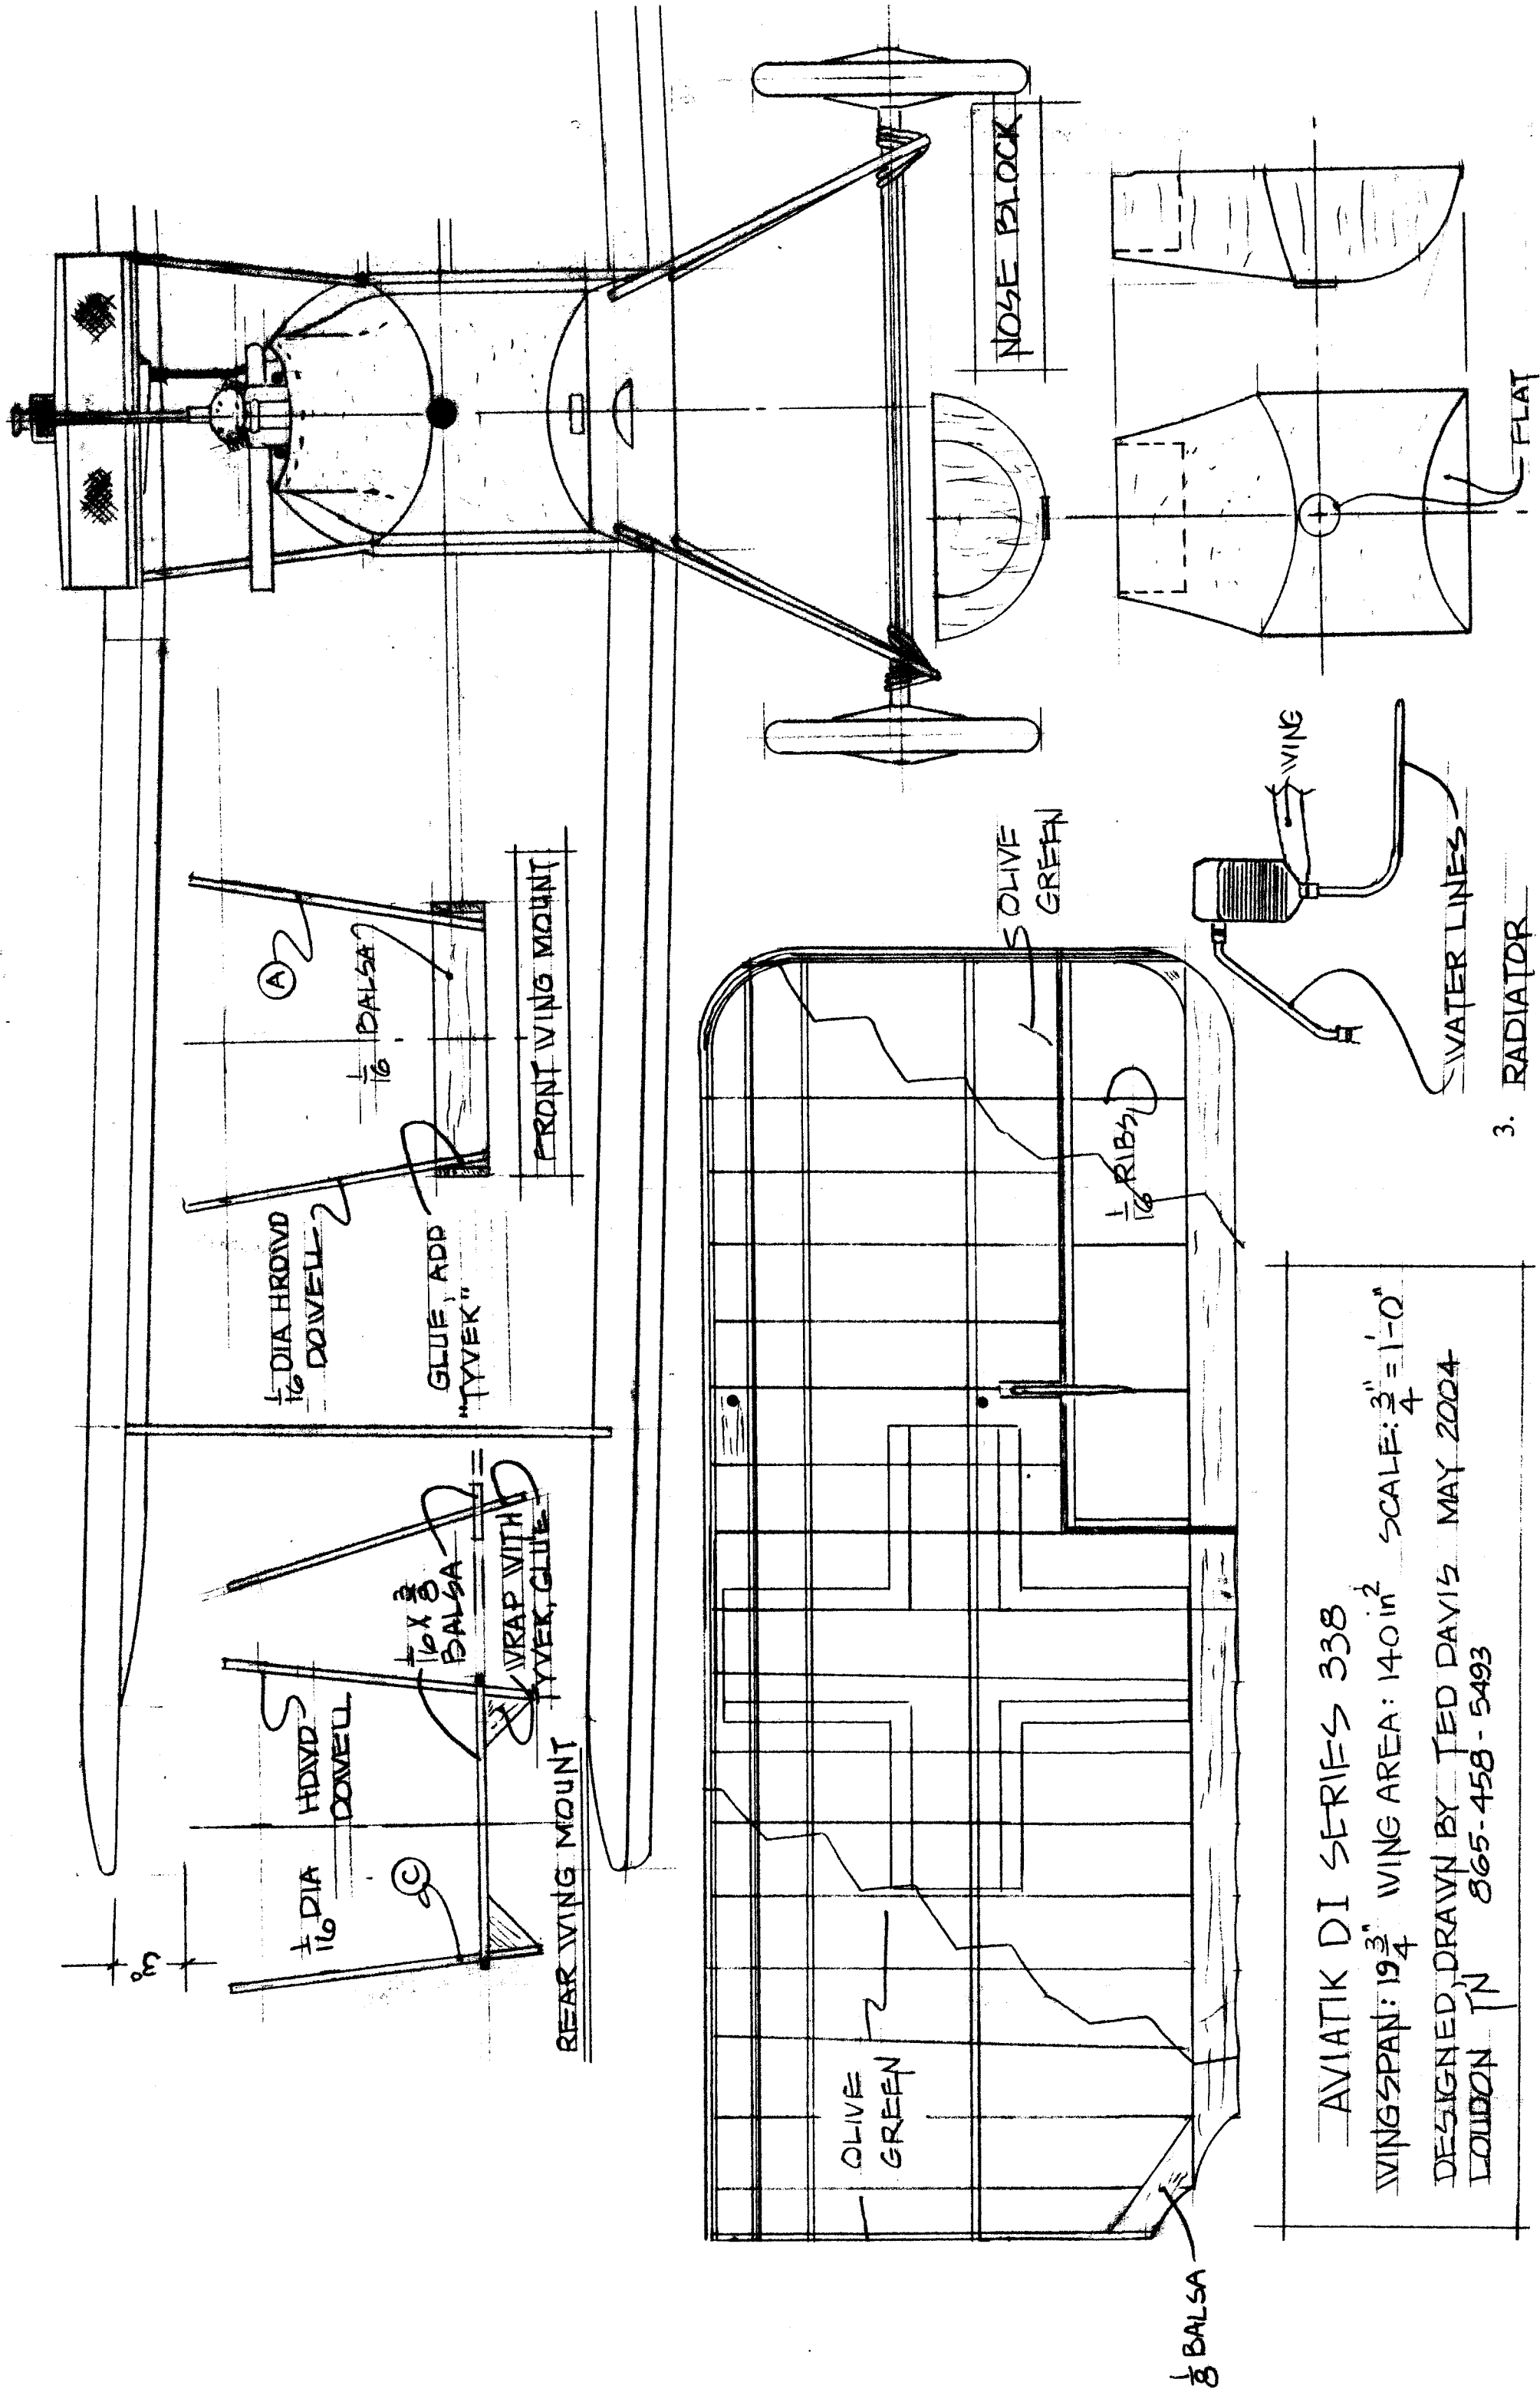 3°
1/16 DIA HDWD
DOWELL
C
1/16 X 3/8
BALSA
WRAP WITH
TYVEK, GLUE
REAR WING MOUNT
1/16 DIA HRDWD
DOWELL
GLUE, ADD
"TYVEK"
A
1/16 BALSA
FRONT WING MOUNT
OLIVE
GREEN
1/8 BALSA
1/16 RIBS
OLIVE
GREEN
NOSE BLOCK
FLAT
WING
WATER LINES
3. RADIATOR
AVIATIK DI SERIES 338
WINGSPAN: 19 3/4" WING AREA: 140 in² SCALE: 3/4" = 1'-0"
DESIGNED, DRAWN BY TED DAVIS MAY 2004
LOUDON TN 865-458-5493